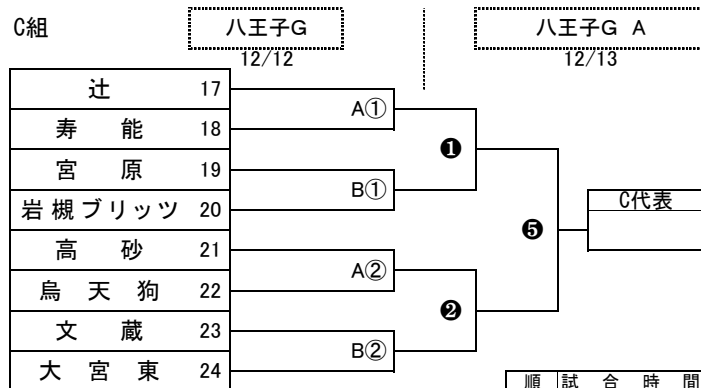 C組
八王子G
八王子G A
12/12
12/13
辻 17
A①
寿 能 18
❶
宮 原 19
B①
岩槻ブリッツ 20
C代表
❺
高 砂 21
A②
烏 天 狗 22
❷
文 蔵 23
B②
大 宮 東 24
順 試 合 時 間